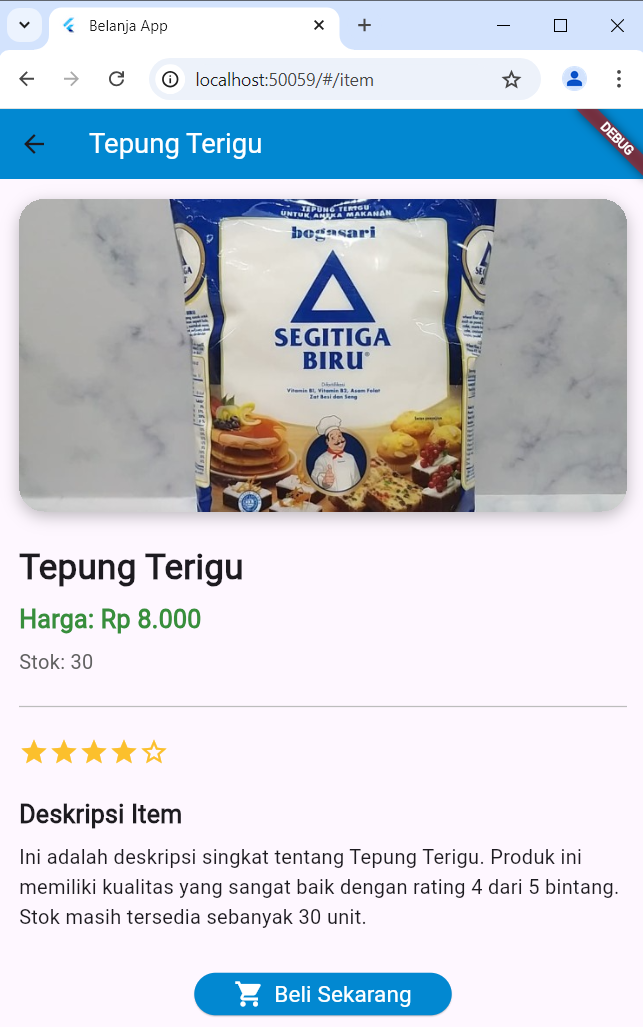 Belanja App
localhost:50059/#/item
Tepung Terigu
DEBUG
TEPUNG TERIGU
UNTUK ANEKA MAKANAN
bogasari
SEGITIGA
BIRU®
Difortifikasi
Vitamin B1, Vitamin B2, Asam Folat
Zat Besi dan Seng
Tepung Terigu
Harga: Rp 8.000
Stok: 30
Deskripsi Item
Ini adalah deskripsi singkat tentang Tepung Terigu. Produk ini
memiliki kualitas yang sangat baik dengan rating 4 dari 5 bintang.
Stok masih tersedia sebanyak 30 unit.
Beli Sekarang